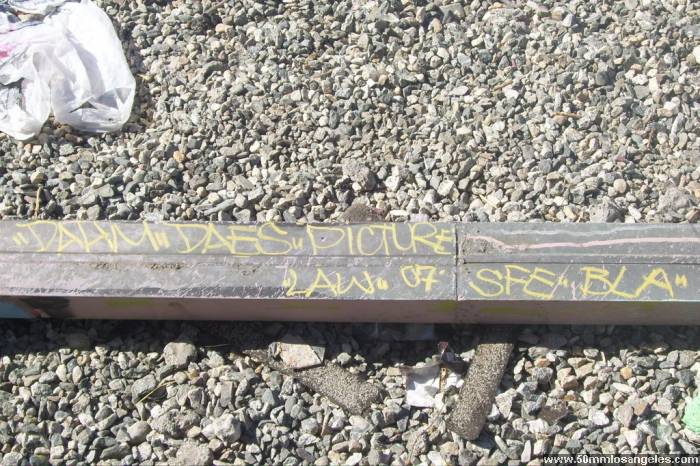 "DAHM" DAES" PICTURE
"LAW" 07' SFE" BLA"
www.50mmlosangeles.com